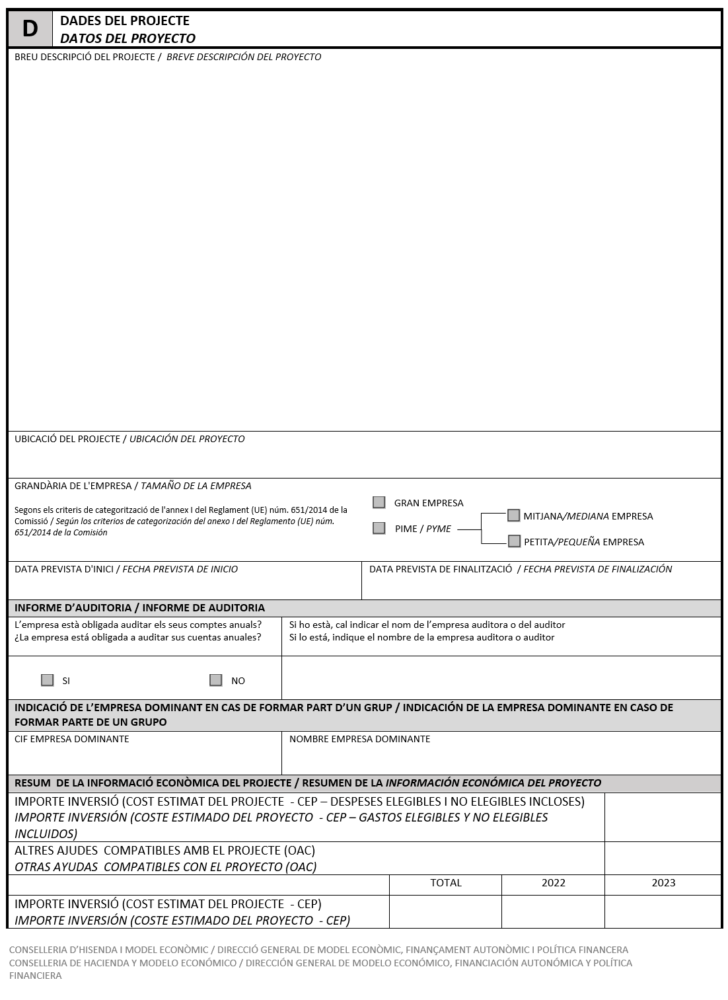 D
DADES DEL PROJECTE
DATOS DEL PROYECTO
BREU DESCRIPCIÓ DEL PROJECTE / BREVE DESCRIPCIÓN DEL PROYECTO
UBICACIÓ DEL PROJECTE / UBICACIÓN DEL PROYECTO
GRANDÀRIA DE L'EMPRESA / TAMAÑO DE LA EMPRESA
Segons els criteris de categorització de l'annex I del Reglament (UE) núm. 651/2014 de la
Comissió / Según los criterios de categorización del anexo I del Reglamento (UE) núm.
651/2014 de la Comisión
GRAN EMPRESA
PIME / PYME
MITJANA/MEDIANA EMPRESA
PETITA/PEQUEÑA EMPRESA
DATA PREVISTA D'INICI / FECHA PREVISTA DE INICIO
DATA PREVISTA DE FINALITZACIÓ / FECHA PREVISTA DE FINALIZACIÓN
INFORME D’AUDITORIA / INFORME DE AUDITORIA
L’empresa està obligada auditar els seus comptes anuals?
¿La empresa está obligada a auditar sus cuentas anuales?
Si ho està, cal indicar el nom de l’empresa auditora o del auditor
Si lo está, indique el nombre de la empresa auditora o auditor
SI
NO
INDICACIÓ DE L’EMPRESA DOMINANT EN CAS DE FORMAR PART D’UN GRUP / INDICACIÓN DE LA EMPRESA DOMINANTE EN CASO DE
FORMAR PARTE DE UN GRUPO
CIF EMPRESA DOMINANTE
NOMBRE EMPRESA DOMINANTE
RESUM DE LA INFORMACIÓ ECONÒMICA DEL PROJECTE / RESUMEN DE LA INFORMACIÓN ECONÓMICA DEL PROYECTO
IMPORTE INVERSIÓ (COST ESTIMAT DEL PROJECTE - CEP – DESPESES ELEGIBLES I NO ELEGIBLES INCLOSES)
IMPORTE INVERSIÓN (COSTE ESTIMADO DEL PROYECTO - CEP – GASTOS ELEGIBLES Y NO ELEGIBLES
INCLUIDOS)
ALTRES AJUDES COMPATIBLES AMB EL PROJECTE (OAC)
OTRAS AYUDAS COMPATIBLES CON EL PROYECTO (OAC)
TOTAL
2022
2023
IMPORTE INVERSIÓ (COST ESTIMAT DEL PROJECTE - CEP)
IMPORTE INVERSIÓN (COSTE ESTIMADO DEL PROYECTO - CEP)
CONSELLERIA D’HISENDA I MODEL ECONÒMIC / DIRECCIÓ GENERAL DE MODEL ECONÒMIC, FINANÇAMENT AUTONÒMIC I POLÍTICA FINANCERA
CONSELLERIA DE HACIENDA Y MODELO ECONÓMICO / DIRECCIÓN GENERAL DE MODELO ECONÓMICO, FINANCIACIÓN AUTONÓMICA Y POLÍTICA
FINANCIERA